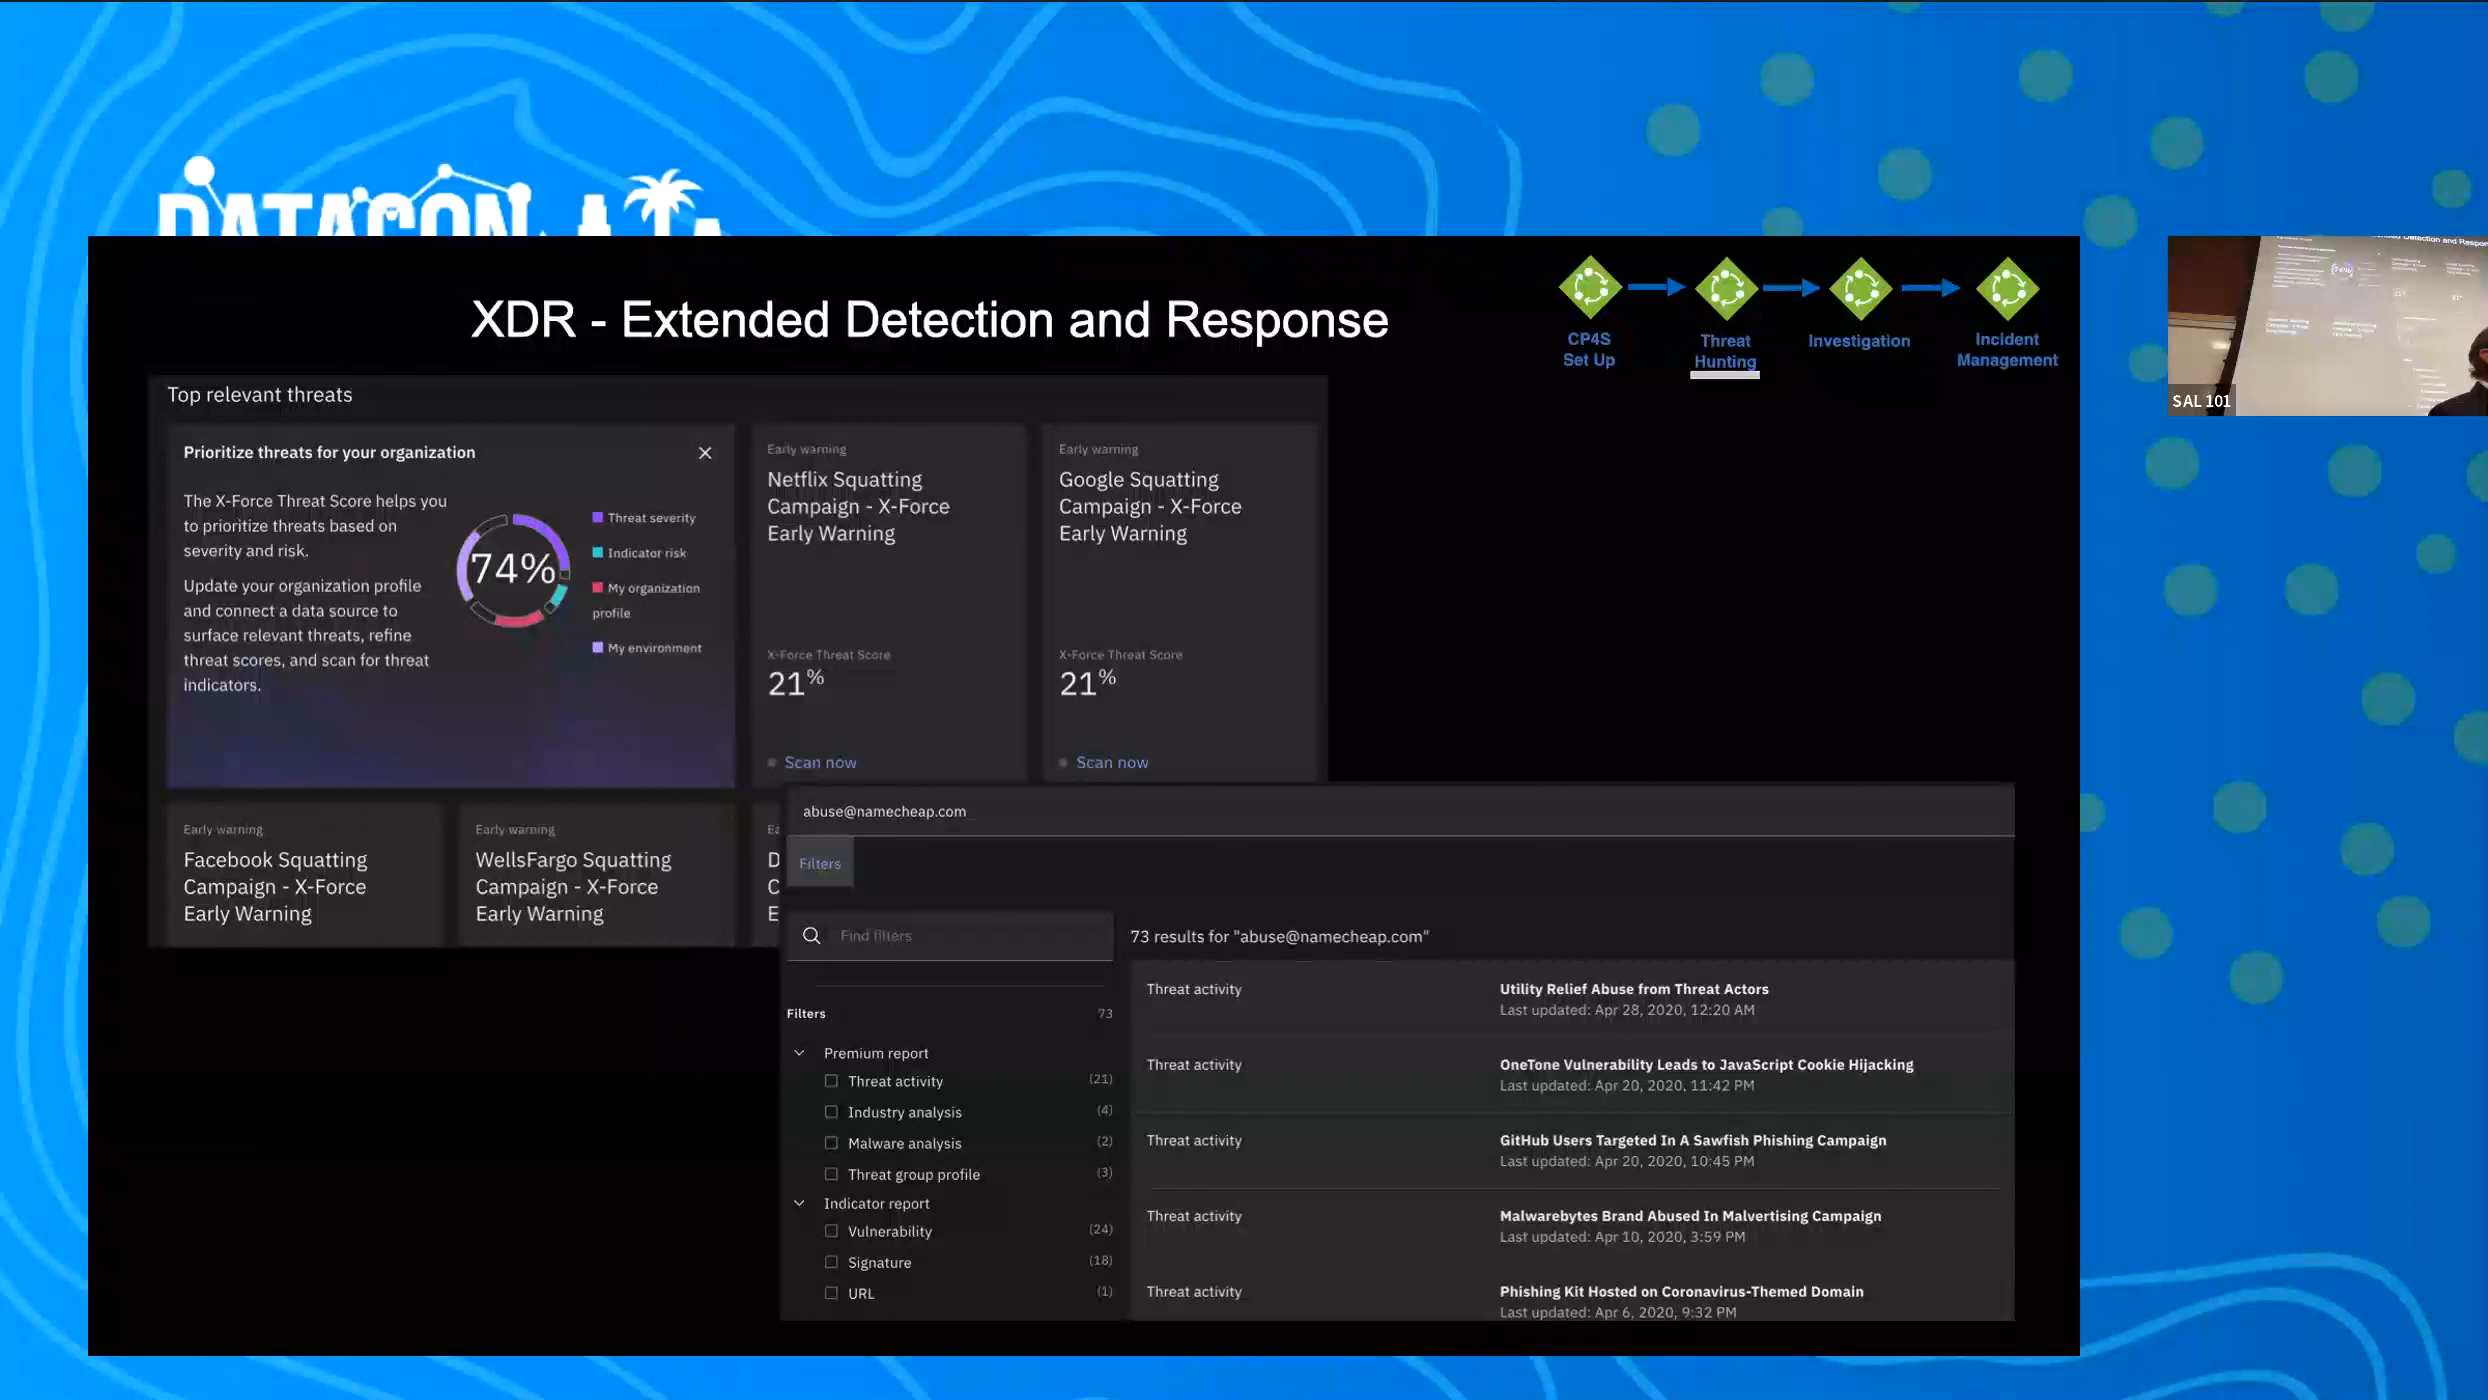 DATACON LA
XDR - Extended Detection and Response
CP4S
Set Up
Threat
Hunting
Investigation
Incident
Management
SAL 101
Top relevant threats
Prioritize threats for your organization
The X-Force Threat Score helps you
to prioritize threats based on
severity and risk.
Update your organization profile
and connect a data source to
surface relevant threats, refine
threat scores, and scan for threat
indicators.
74%
Threat severity
Indicator risk
My organization
profile
My environment
Early warning
Netflix Squatting
Campaign - X-Force
Early Warning
X-Force Threat Score
21%
Scan now
Early warning
Google Squatting
Campaign - X-Force
Early Warning
X-Force Threat Score
21%
Scan now
Early warning
Facebook Squatting
Campaign - X-Force
Early Warning
Early warning
WellsFargo Squatting
Campaign - X-Force
Early Warning
Ea
D
C
E
abuse@namecheap.com
Filters
Find filters
Filters 73
Premium report
Threat activity (21)
Industry analysis (4)
Malware analysis (2)
Threat group profile (3)
Indicator report
Vulnerability (24)
Signature (18)
URL (1)
73 results for "abuse@namecheap.com"
Threat activity Utility Relief Abuse from Threat Actors
Last updated: Apr 28, 2020, 12:20 AM
Threat activity OneTone Vulnerability Leads to JavaScript Cookie Hijacking
Last updated: Apr 20, 2020, 11:42 PM
Threat activity GitHub Users Targeted In A Sawfish Phishing Campaign
Last updated: Apr 20, 2020, 10:45 PM
Threat activity Malwarebytes Brand Abused In Malvertising Campaign
Last updated: Apr 10, 2020, 3:59 PM
Threat activity Phishing Kit Hosted on Coronavirus-Themed Domain
Last updated: Apr 6, 2020, 9:32 PM